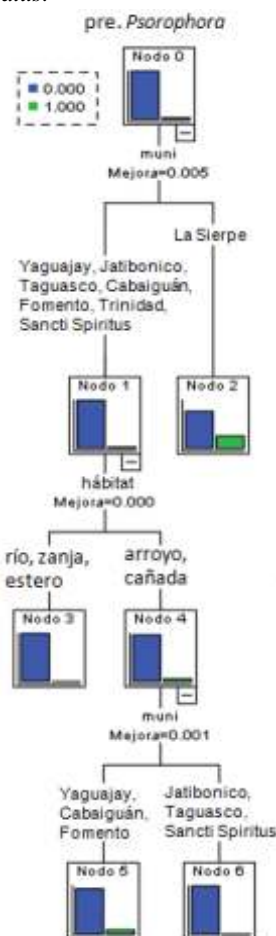 pre. Psorophora
Nodo 0
0.000
1.000
muni
Mejora=0.005
La Sierpe
Yaguajay, Jatibonico,
Taguasco, Cabaiguán,
Fomento, Trinidad,
Sancti Spiritus
Nodo 1
Nodo 2
hábitat
Mejora=0.000
río, zanja,
estero
arroyo,
cañada
Nodo 3
Nodo 4
muni
Mejora=0.001
Yaguajay,
Cabaiguán,
Fomento
Jatibonico,
Taguasco,
Sancti Spiritus
Nodo 5
Nodo 6